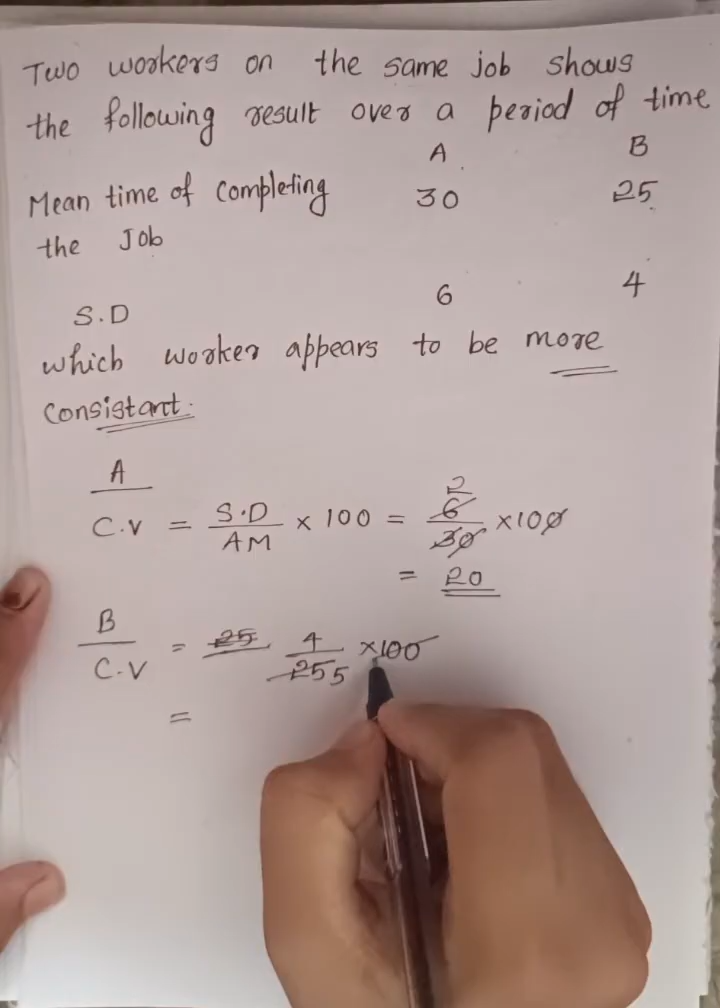 Two workers on the same job shows
the following result over a period of time
A B
Mean time of completing 30 25
the Job
S.D 6 4
which worker appears to be more
consistant.
A
C.V = S.D/AM × 100 = 6/30 2 ×100
= 20
B
C.V = 25 4/25 5 ×100
=